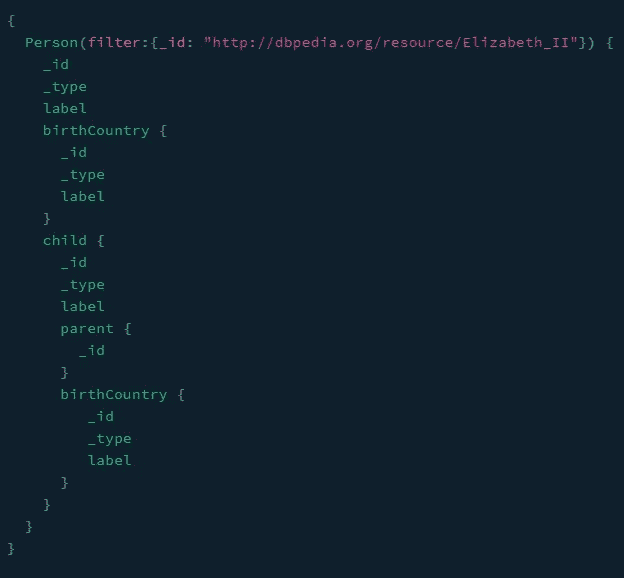 {
  Person(filter:{_id: "http://dbpedia.org/resource/Elizabeth_II"}) {
    _id
    _type
    label
    birthCountry {
      _id
      _type
      label
    }
    child {
      _id
      _type
      label
      parent {
        _id
      }
      birthCountry {
         _id
         _type
         label
      }
    }
  }
}